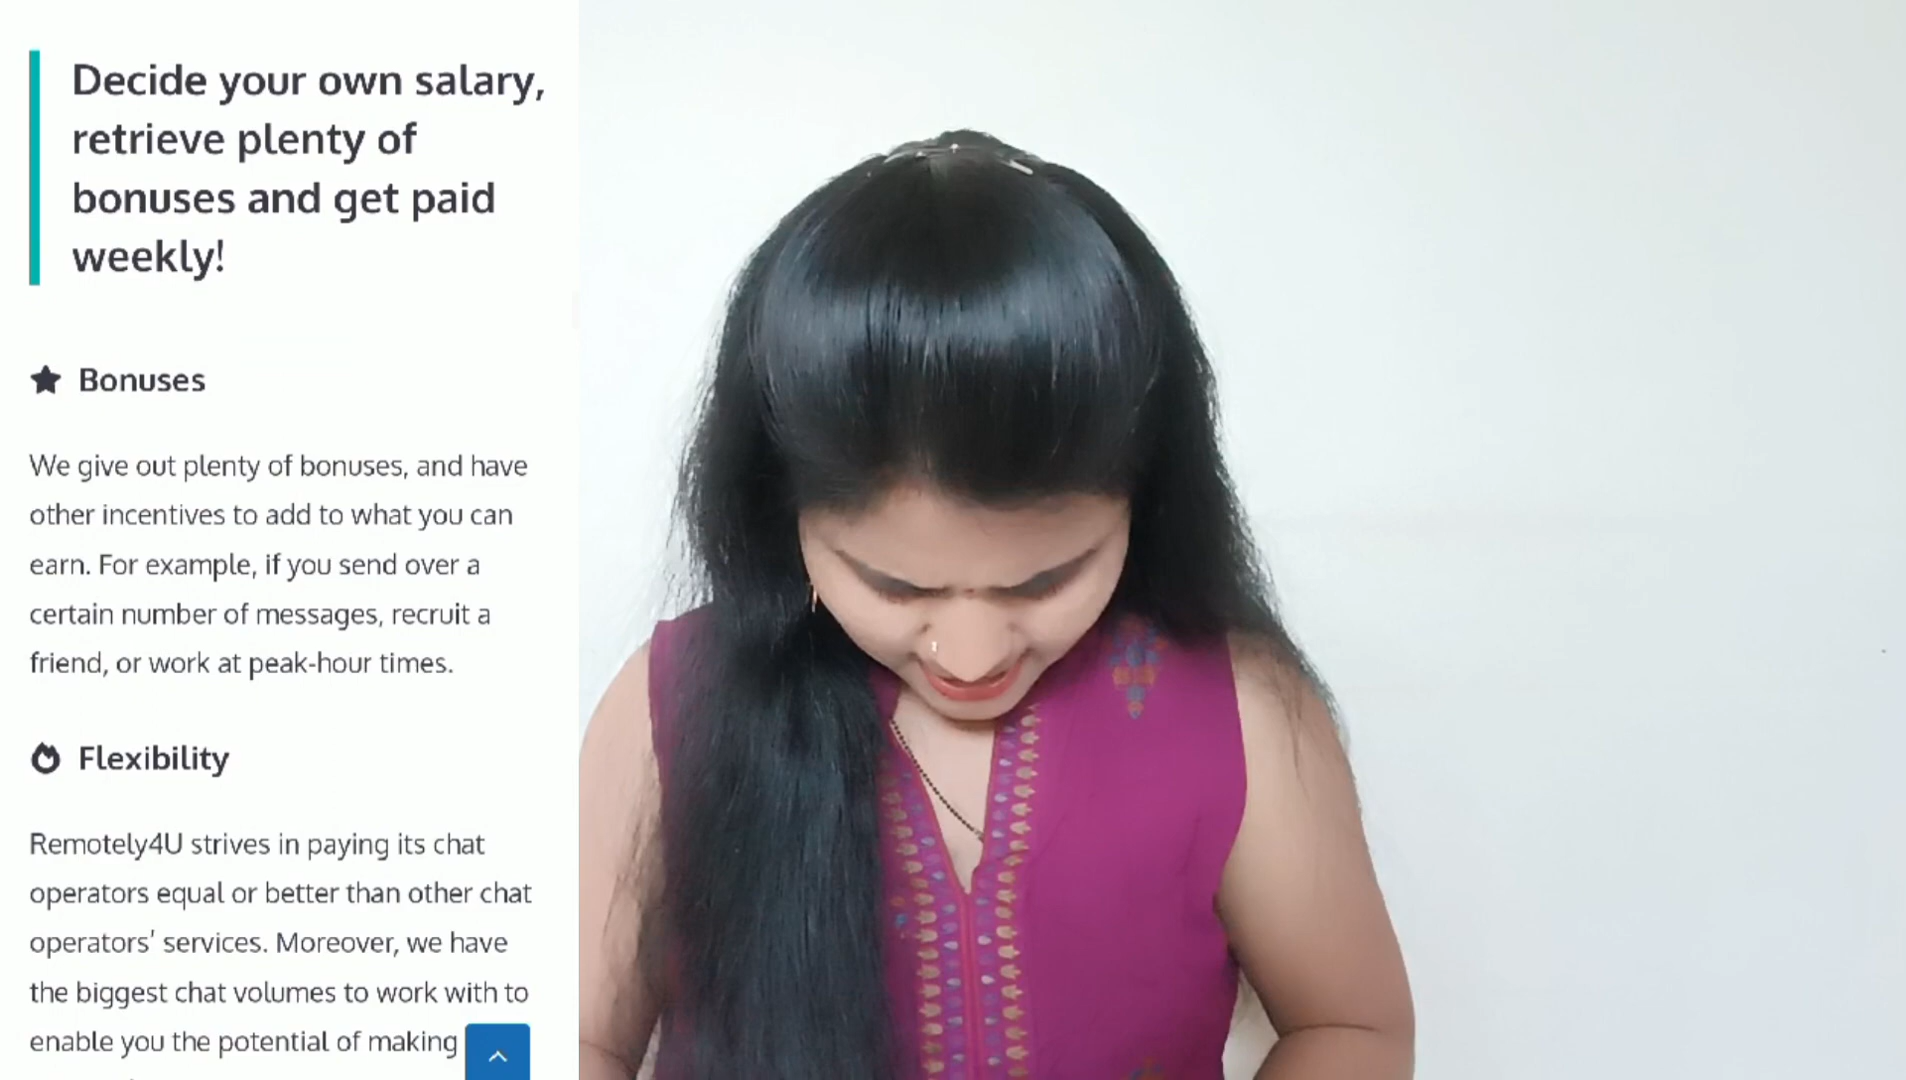 Decide your own salary,
retrieve plenty of
bonuses and get paid
weekly!
Bonuses
We give out plenty of bonuses, and have
other incentives to add to what you can
earn. For example, if you send over a
certain number of messages, recruit a
friend, or work at peak-hour times.
Flexibility
Remotely4U strives in paying its chat
operators equal or better than other chat
operators' services. Moreover, we have
the biggest chat volumes to work with to
enable you the potential of making